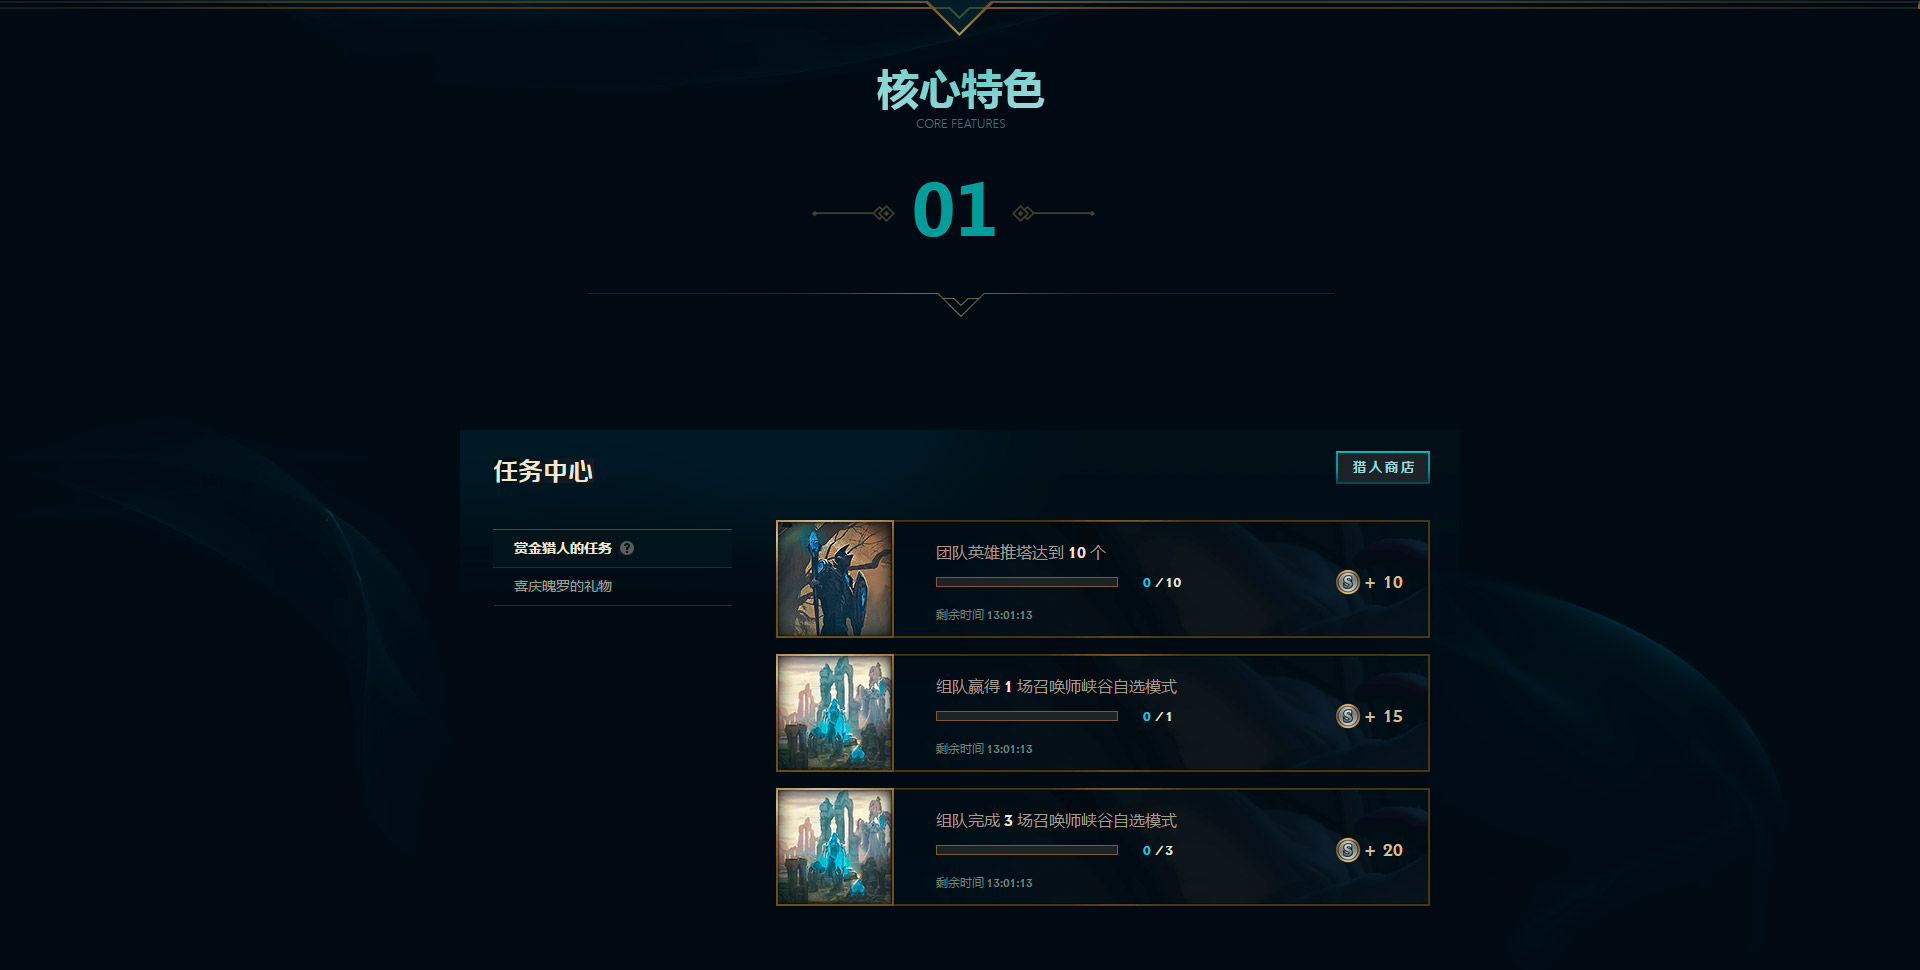 核心特色
CORE FEATURES
01
任务中心
猎人商店
赏金猎人的任务 ?
喜庆魄罗的礼物
团队英雄推塔达到 10 个
0 / 10
S + 10
剩余时间 13:01:13
组队赢得 1 场召唤师峡谷自选模式
0 / 1
S + 15
剩余时间 13:01:13
组队完成 3 场召唤师峡谷自选模式
0 / 3
S + 20
剩余时间 13:01:13